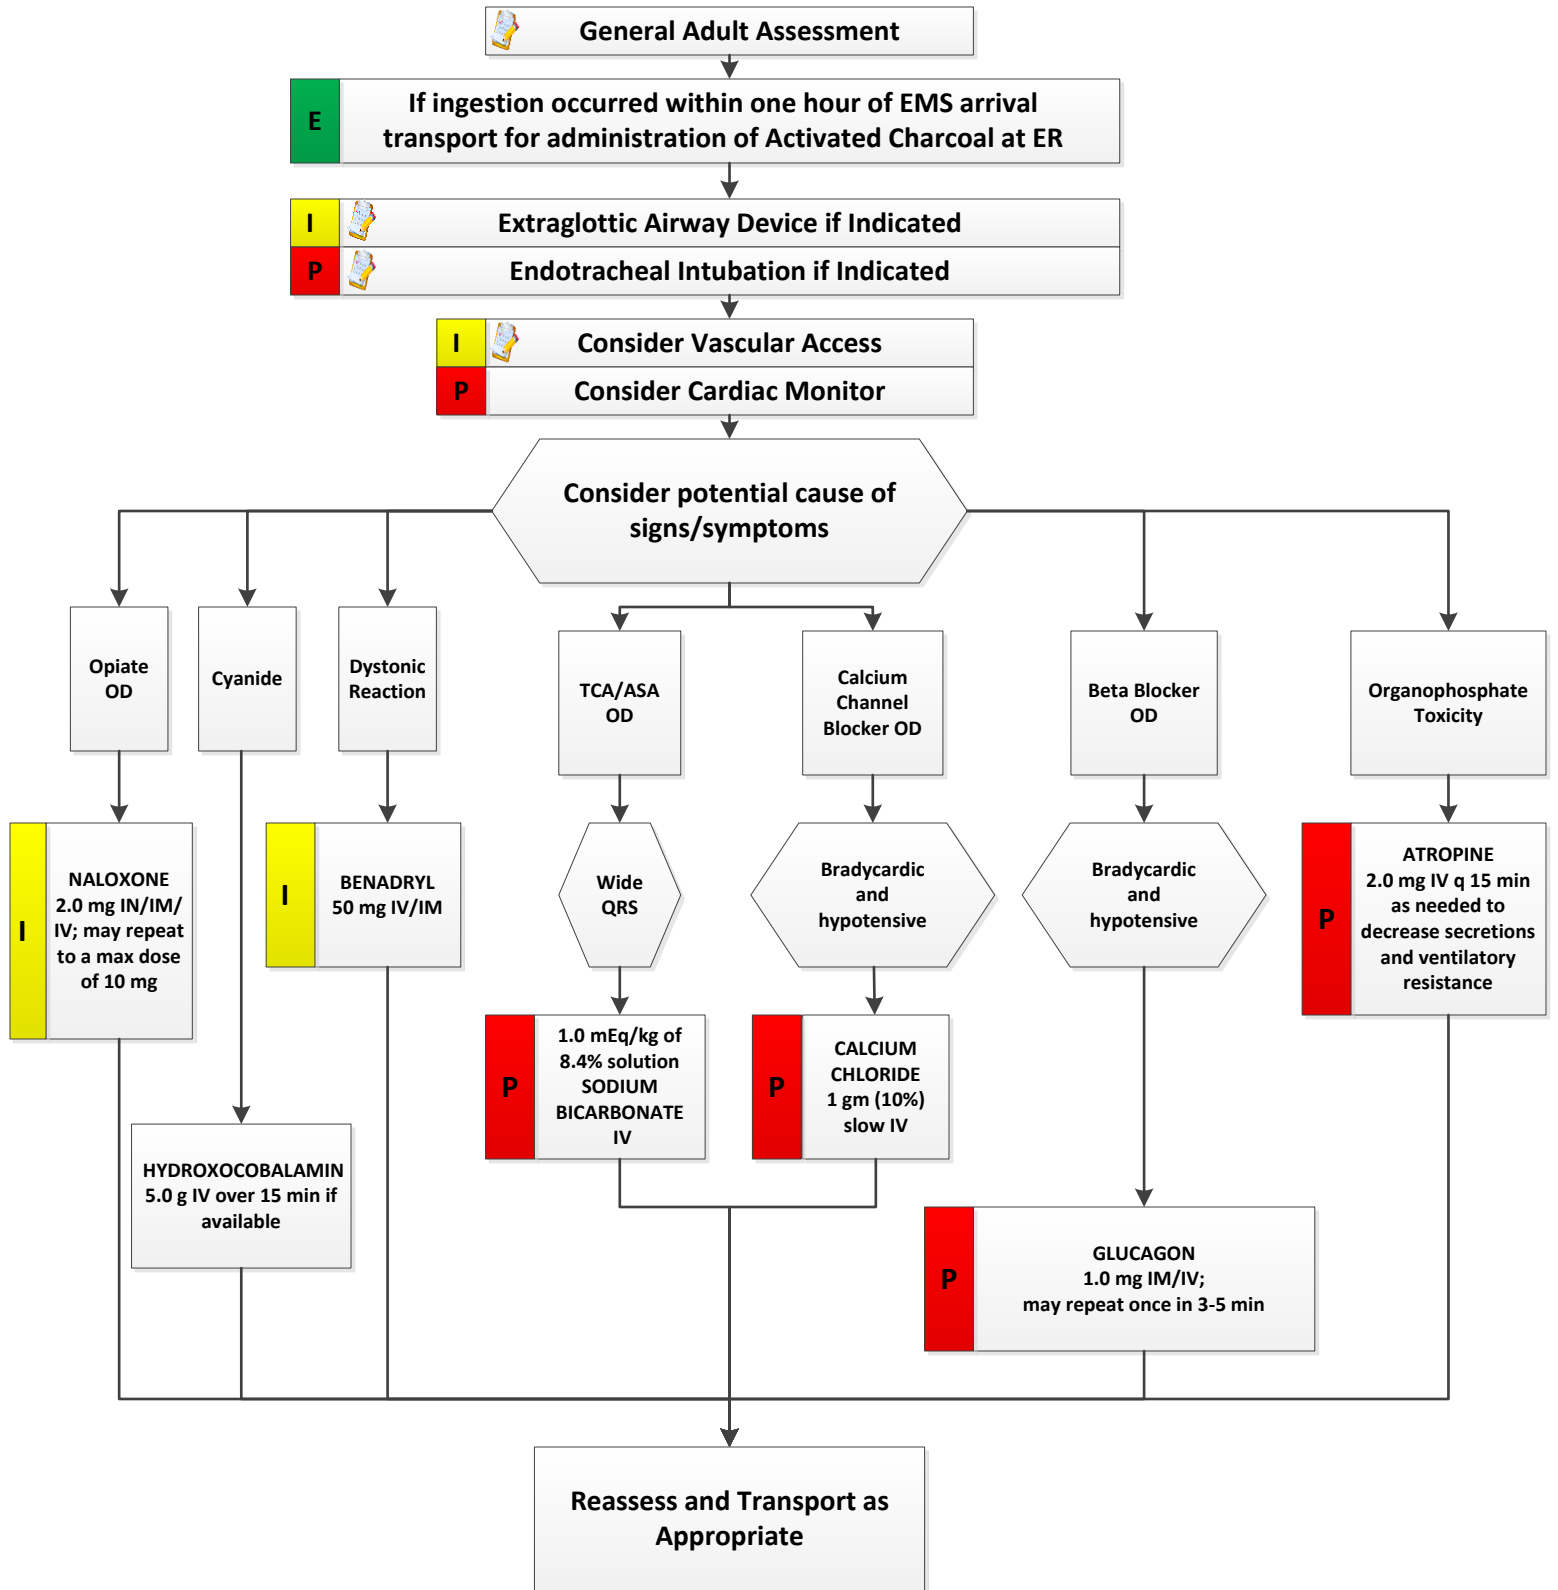 General Adult Assessment
E
If ingestion occurred within one hour of EMS arrival
transport for administration of Activated Charcoal at ER
I
Extraglottic Airway Device if Indicated
P
Endotracheal Intubation if Indicated
I
Consider Vascular Access
P
Consider Cardiac Monitor
Consider potential cause of
signs/symptoms
Opiate
OD
Cyanide
Dystonic
Reaction
TCA/ASA
OD
Calcium
Channel
Blocker OD
Beta Blocker
OD
Organophosphate
Toxicity
I
NALOXONE
2.0 mg IN/IM/
IV; may repeat
to a max dose
of 10 mg
I
BENADRYL
50 mg IV/IM
Wide
QRS
Bradycardic
and
hypotensive
Bradycardic
and
hypotensive
P
ATROPINE
2.0 mg IV q 15 min
as needed to
decrease secretions
and ventilatory
resistance
P
1.0 mEq/kg of
8.4% solution
SODIUM
BICARBONATE
IV
P
CALCIUM
CHLORIDE
1 gm (10%)
slow IV
HYDROXOCOBALAMIN
5.0 g IV over 15 min if
available
P
GLUCAGON
1.0 mg IM/IV;
may repeat once in 3-5 min
Reassess and Transport as
Appropriate